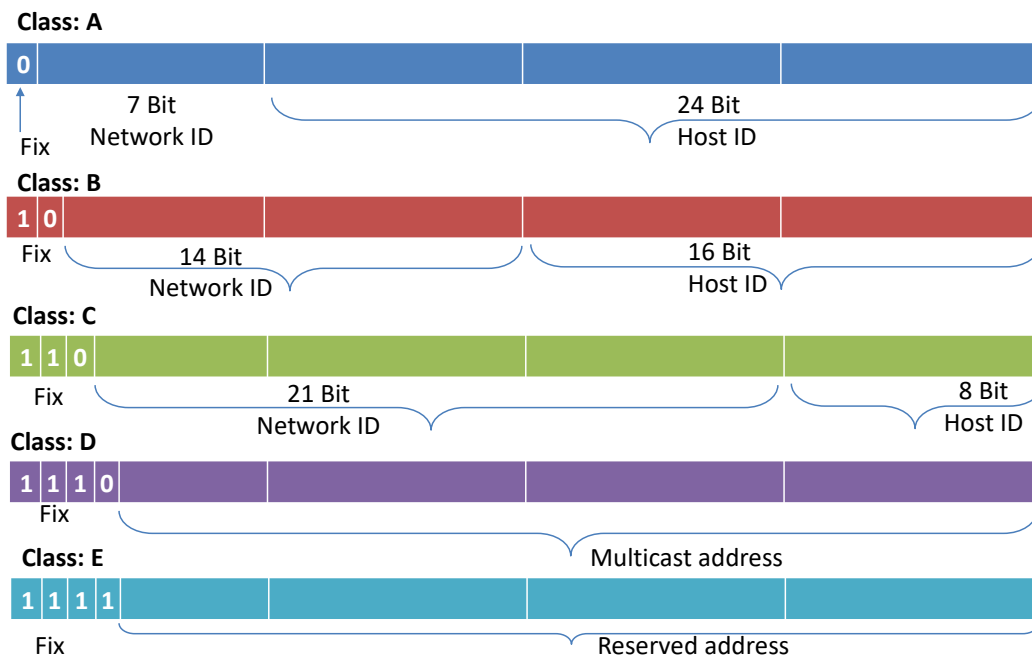 Class: A
0
7 Bit
Network ID
24 Bit
Host ID
Fix
Class: B
1 0
Fix
14 Bit
Network ID
16 Bit
Host ID
Class: C
1 1 0
Fix
21 Bit
Network ID
8 Bit
Host ID
Class: D
1 1 1 0
Fix
Multicast address
Class: E
1 1 1 1
Fix
Reserved address